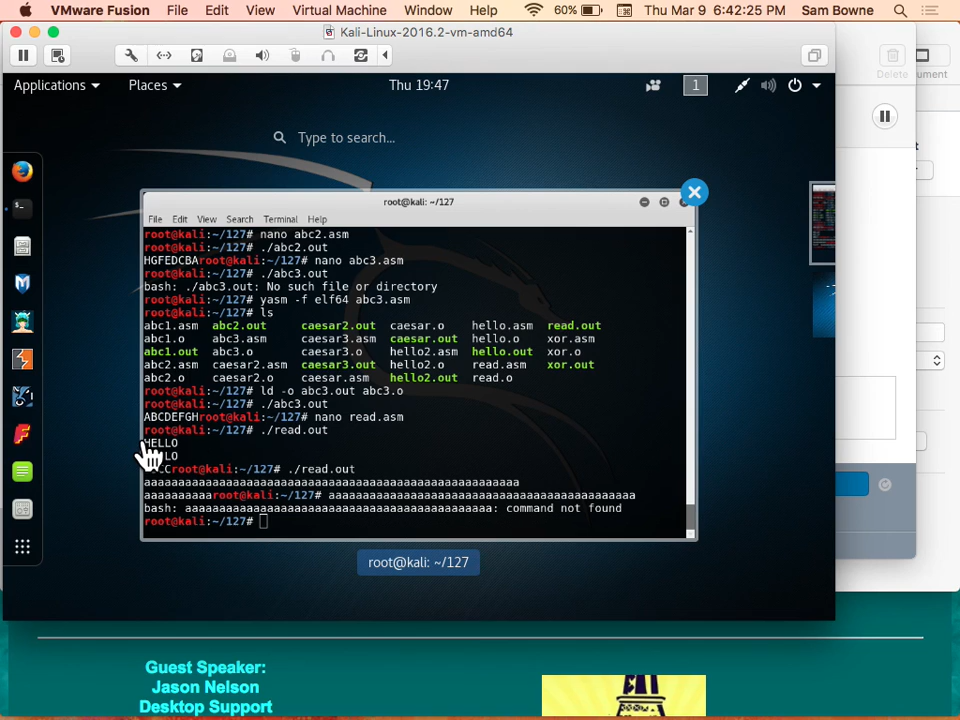 VMware Fusion File Edit View Virtual Machine Window Help 60% Thu Mar 9 6:42:25 PM Sam Bowne
Kali-Linux-2016.2-vm-amd64
Delete
Applications Places Thu 19:47 1
Type to search...
root@kali: ~/127
File Edit View Search Terminal Help
root@kali:~/127# nano abc2.asm
root@kali:~/127# ./abc2.out
HGFEDCBAroot@kali:~/127# nano abc3.asm
root@kali:~/127# ./abc3.out
bash: ./abc3.out: No such file or directory
root@kali:~/127# yasm -f elf64 abc3.asm
root@kali:~/127# ls
abc1.asm abc2.out caesar2.out caesar.o hello.asm read.out
abc1.o abc3.asm caesar3.asm caesar.out hello.o xor.asm
abc1.out abc3.o caesar3.o hello2.asm hello.out xor.o
abc2.asm caesar2.asm caesar3.out hello2.o read.asm xor.out
abc2.o caesar2.o caesar.asm hello2.out read.o
root@kali:~/127# ld -o abc3.out abc3.o
root@kali:~/127# ./abc3.out
ABCDEFGHroot@kali:~/127# nano read.asm
root@kali:~/127# ./read.out
HELLO
LO
CCroot@kali:~/127# ./read.out
aaaaaaaaaaaaaaaaaaaaaaaaaaaaaaaaaaaaaaaaaaaaaaaaaaaaaaa
aaaaaaaaaaroot@kali:~/127# aaaaaaaaaaaaaaaaaaaaaaaaaaaaaaaaaaaaaaaaaaaaa
bash: aaaaaaaaaaaaaaaaaaaaaaaaaaaaaaaaaaaaaaaaaaaaa: command not found
root@kali:~/127#
root@kali: ~/127
Guest Speaker:
Jason Nelson
Desktop Support